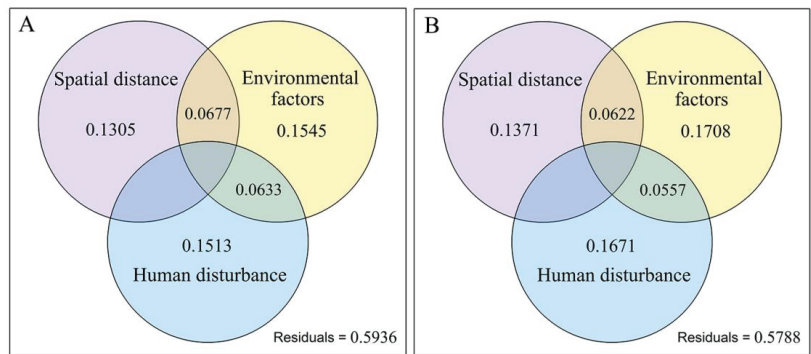 A
Spatial distance
0.1305
Environmental
factors
0.1545
0.0677
0.0633
0.1513
Human disturbance
Residuals = 0.5936
B
Spatial distance
0.1371
Environmental
factors
0.1708
0.0622
0.0557
0.1671
Human disturbance
Residuals = 0.5788